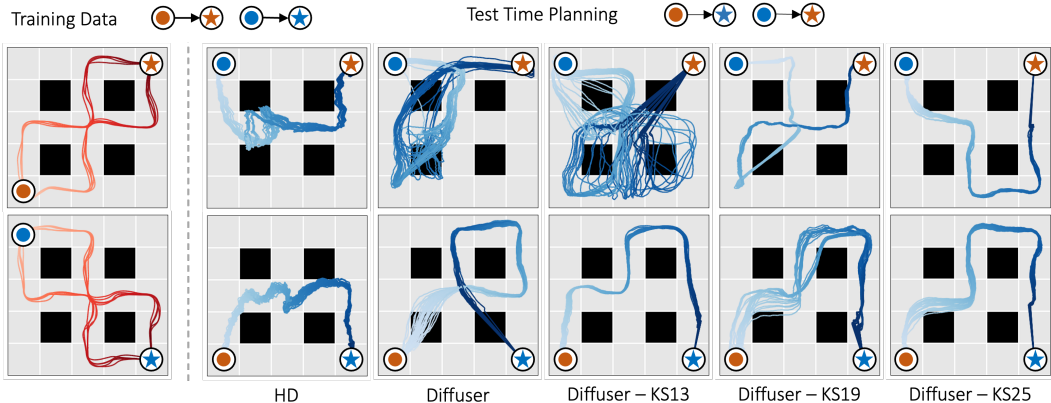 Training Data
Test Time Planning
HD
Diffuser
Diffuser – KS13
Diffuser – KS19
Diffuser – KS25